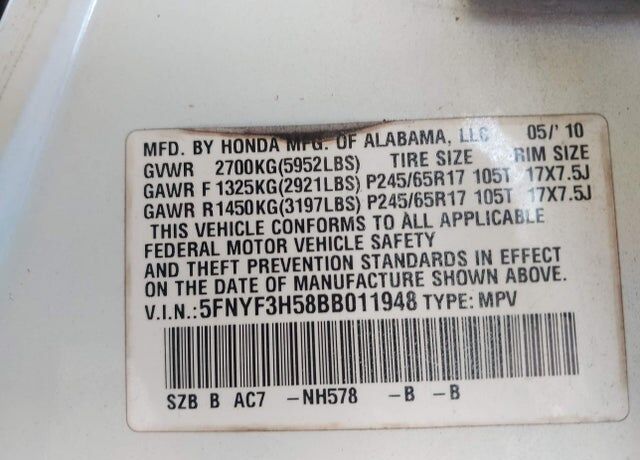 MFD. BY HONDA MFG. OF ALABAMA, LLC 05/'10
GVWR 2700KG(5952LBS) TIRE SIZE RIM SIZE
GAWR F 1325KG(2921LBS) P245/65R17 105T 17X7.5J
GAWR R 1450KG(3197LBS) P245/65R17 105T 17X7.5J
THIS VEHICLE CONFORMS TO ALL APPLICABLE
FEDERAL MOTOR VEHICLE SAFETY
AND THEFT PREVENTION STANDARDS IN EFFECT
ON THE DATE OF MANUFACTURE SHOWN ABOVE.
V.I.N.:5FNYF3H58BB011948 TYPE: MPV
SZB B AC7 -NH578 -B -B